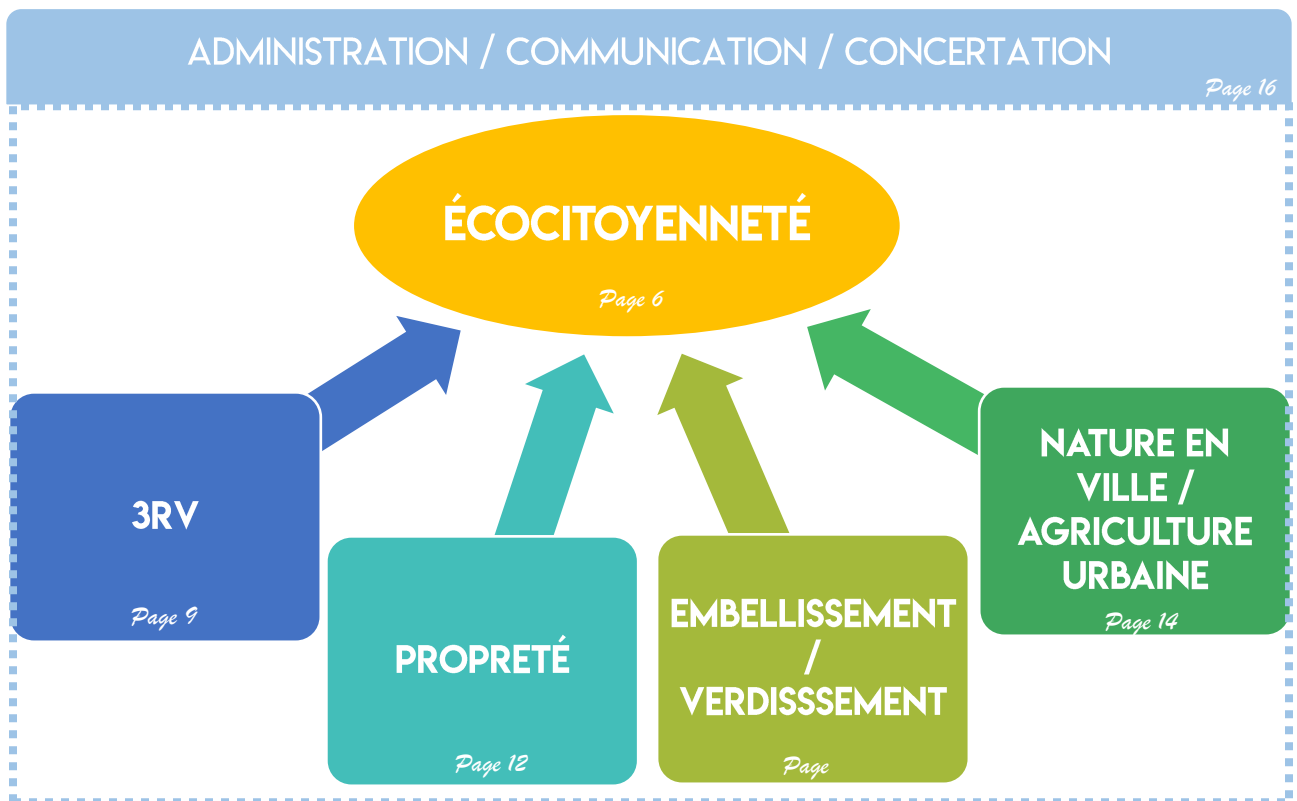 ADMINISTRATION / COMMUNICATION / CONCERTATION
Page 16
ÉCOCITOYENNETÉ
Page 6
3RV
Page 9
PROPRETÉ
Page 12
EMBELLISSEMENT
/
VERDISSSEMENT
Page
NATURE EN
VILLE /
AGRICULTURE
URBAINE
Page 14